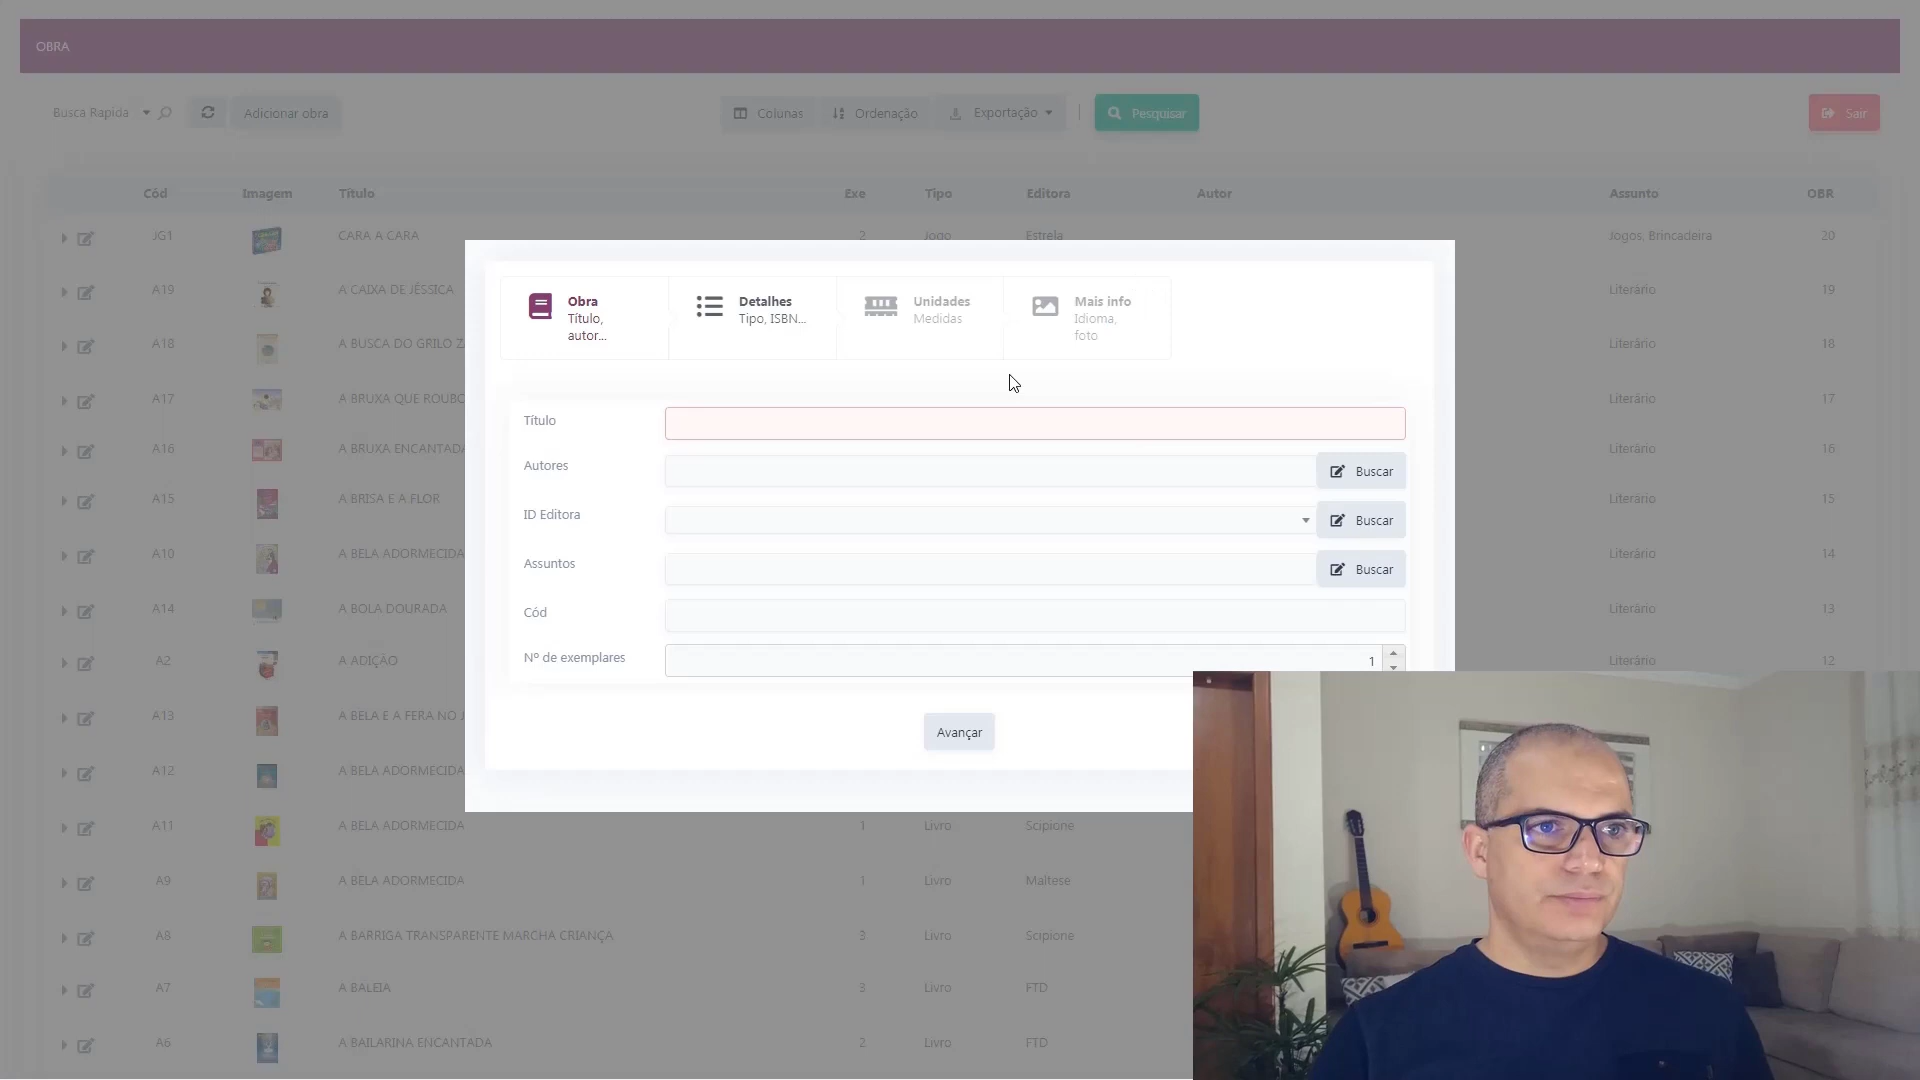 OBRA
Busca Rapida
Adicionar obra
Colunas
Ordenação
Exportação
Pesquisar
Sair
Cód Imagem Título Exe Tipo Editora Autor Assunto OBR
JG1 CARA A CARA 2 Jogo Estrela Jogos; Brincadeira 20
A19 A CAIXA DE JÉSSICA Literário 19
A18 A BUSCA DO GRILO Literário 18
A17 A BRUXA QUE Literário 17
A16 A BRUXA ENCANTADA Literário 16
A15 A BRISA E A FLOR Literário 15
A10 A BELA ADORMECIDA Literário 14
A14 A BOLA DOURADA Literário 13
A2 A ADIÇÃO Literário 12
A13 A BELA E A FERA NO
A12 A BELA ADORMECIDA
A11 A BELA ADORMECIDA 1 Livro Scipione
A9 A BELA ADORMECIDA 1 Livro Maltese
A8 A BARRIGA TRANSPARENTE MARCHA CRIANÇA 3 Livro Scipione
A7 A BALEIA 3 Livro FTD
A6 A BAILARINA ENCANTADA 2 Livro FTD
Obra
Título,
autor...
Detalhes
Tipo, ISBN...
Unidades
Medidas
Mais info
Idioma,
foto
Título
Autores Buscar
ID Editora Buscar
Assuntos Buscar
Cód
Nº de exemplares 1
Avançar